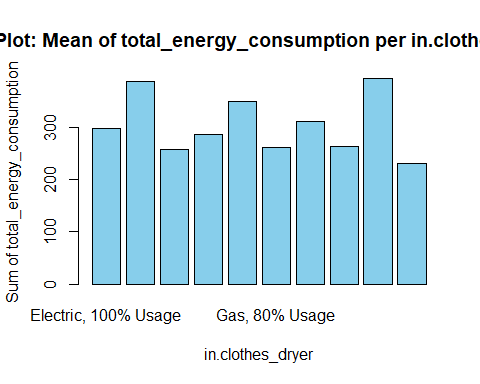 Plot: Mean of total_energy_consumption per in.clothe
Sum of total_energy_consumption
300
200
100
0
Electric, 100% Usage Gas, 80% Usage
in.clothes_dryer